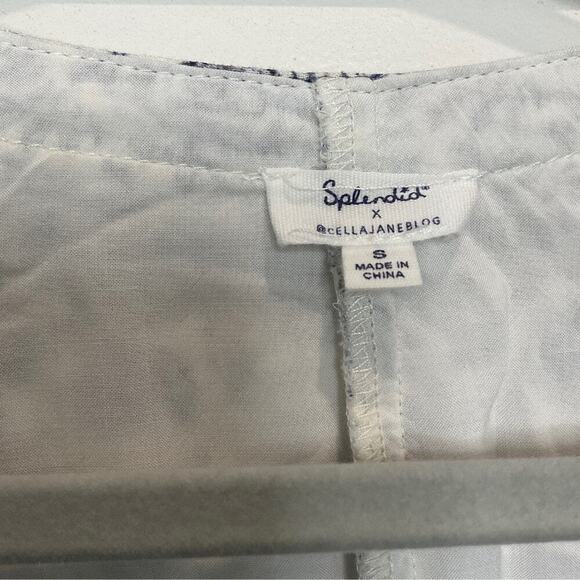 Splendid
X
@CELLAJANEBLOG
S
MADE IN
CHINA